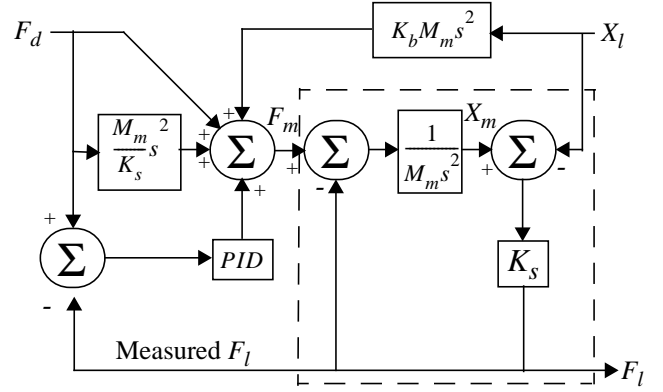 F_d
K_b M_m s^2
X_l
M_m/K_s s^2
+
+
+
+
Σ
+
F_m
+
-
Σ
1/(M_m s^2)
X_m
+
-
Σ
+
-
Σ
PID
K_s
Measured F_l
F_l